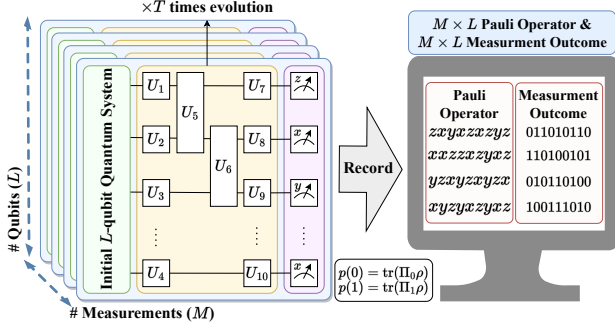 ×T times evolution
Initial L-qubit Quantum System
U₁
U₂
U₃
⋮
U₄
U₅
U₆
U₇
U₈
U₉
⋮
U₁₀
z
x
y
⋮
x
# Qubits (L)
# Measurements (M)
Record
p(0) = tr(Π₀ρ)
p(1) = tr(Π₁ρ)
M × L Pauli Operator &
M × L Measurment Outcome
Pauli
Operator
zxyxzxzyz
xxzzxzyxz
yzxyzxyzx
xyzyxzyxz
Measurment
Outcome
011010110
110100101
010110100
100111010